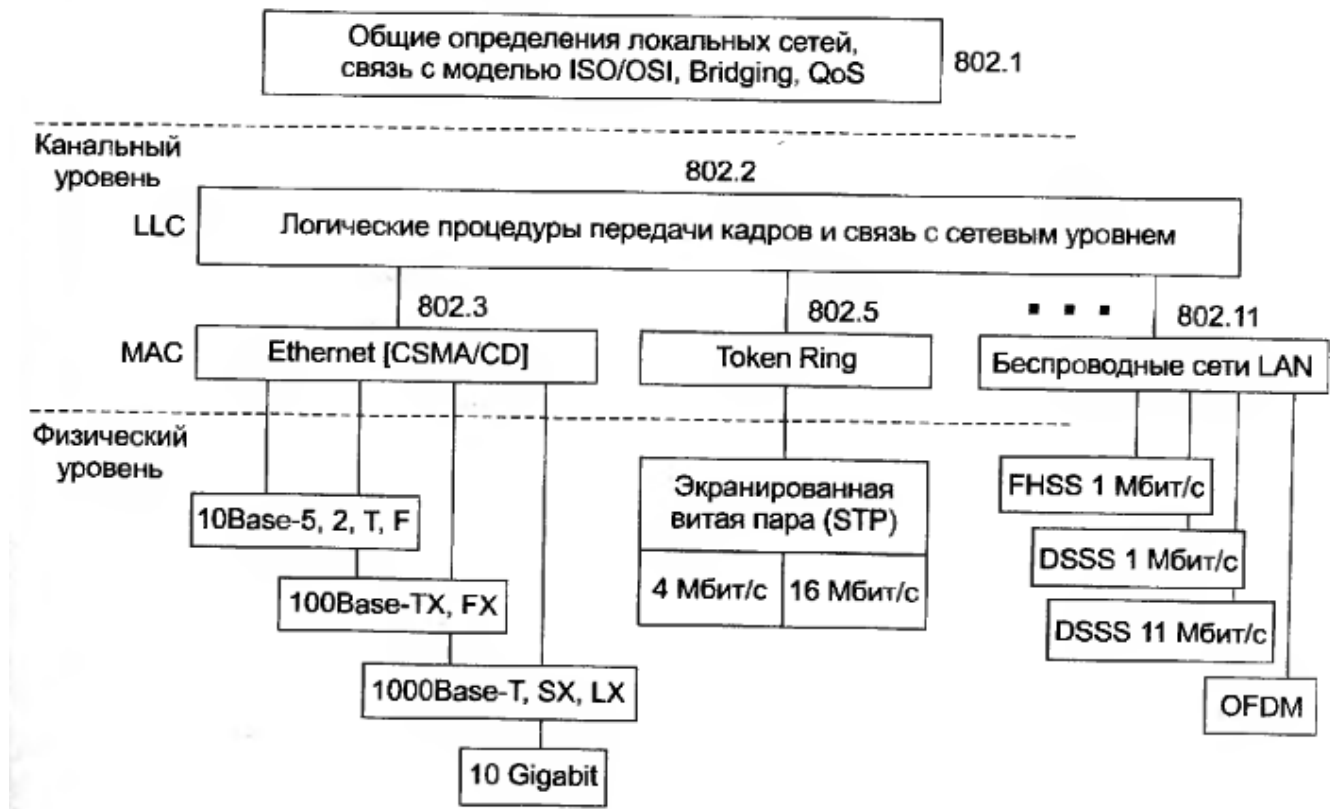 Общие определения локальных сетей,
связь с моделью ISO/OSI, Bridging, QoS
802.1
Канальный
уровень
802.2
LLC
Логические процедуры передачи кадров и связь с сетевым уровнем
802.3
802.5
802.11
MAC
Ethernet [CSMA/CD]
Token Ring
Беспроводные сети LAN
Физический
уровень
10Base-5, 2, T, F
100Base-TX, FX
1000Base-T, SX, LX
10 Gigabit
Экранированная
витая пара (STP)
4 Мбит/с
16 Мбит/с
FHSS 1 Мбит/с
DSSS 1 Мбит/с
DSSS 11 Мбит/с
OFDM